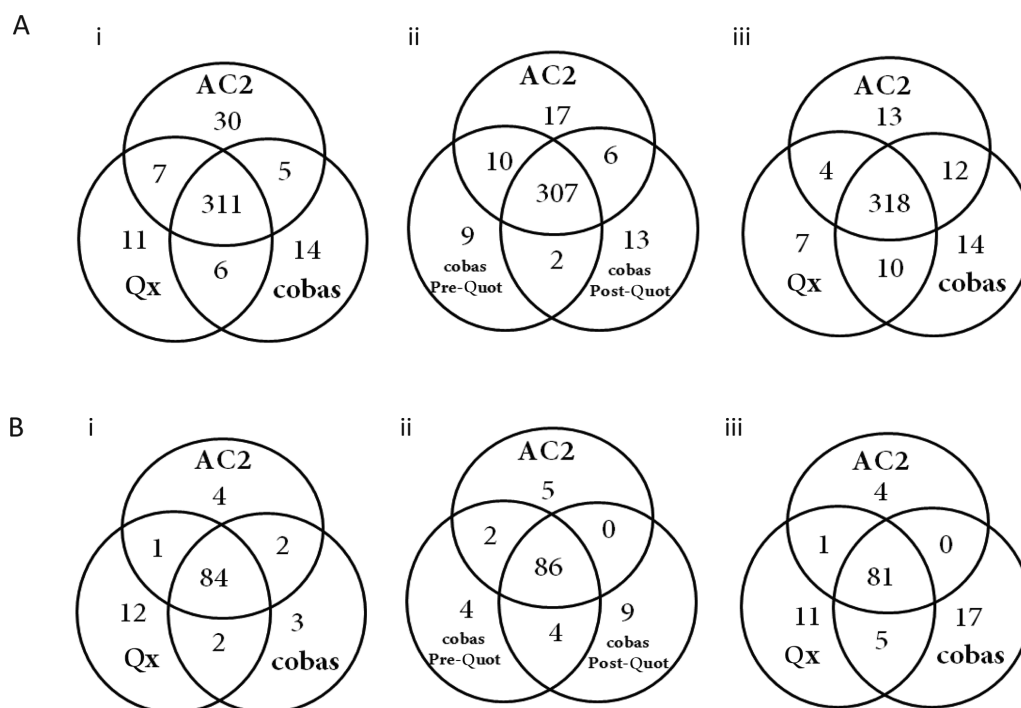 A
i
AC2
30
7
5
311
11
14
Qx
6
cobas
ii
AC2
17
10
6
307
9
13
cobas
Pre-Quot
2
cobas
Post-Quot
iii
AC2
13
4
12
318
7
14
Qx
10
cobas
B
i
AC2
4
1
2
84
12
3
Qx
2
cobas
ii
AC2
5
2
0
86
4
9
cobas
Pre-Quot
4
cobas
Post-Quot
iii
AC2
4
1
0
81
11
17
Qx
5
cobas